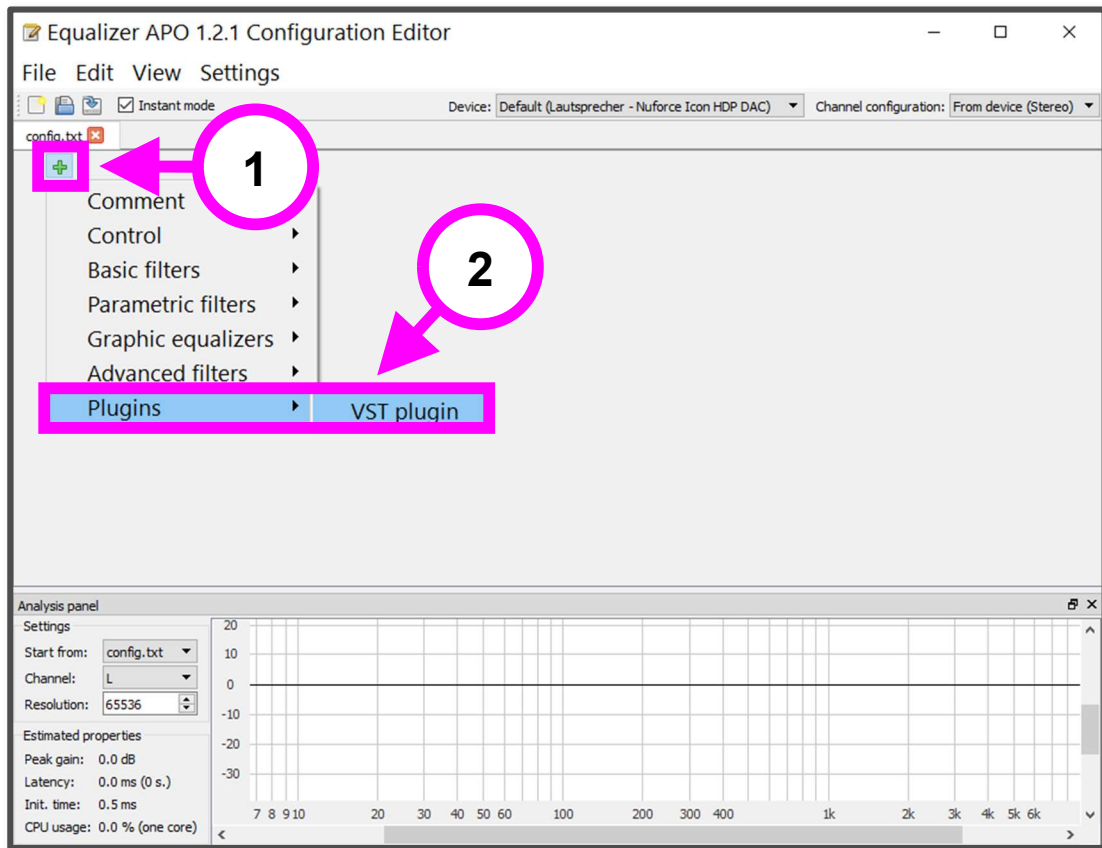 Equalizer APO 1.2.1 Configuration Editor
File Edit View Settings
Instant mode Device: Default (Lautsprecher - Nuforce Icon HDP DAC) Channel configuration: From device (Stereo)
config.txt
1
Comment
Control
2
Basic filters
Parametric filters
Graphic equalizers
Advanced filters
Plugins VST plugin
Analysis panel
Settings
Start from: config.txt
Channel: L
Resolution: 65536
Estimated properties
Peak gain: 0.0 dB
Latency: 0.0 ms (0 s.)
Init. time: 0.5 ms
CPU usage: 0.0 % (one core)
20
10
0
-10
-20
-30
7 8 9 10 20 30 40 50 60 100 200 300 400 1k 2k 3k 4k 5k 6k